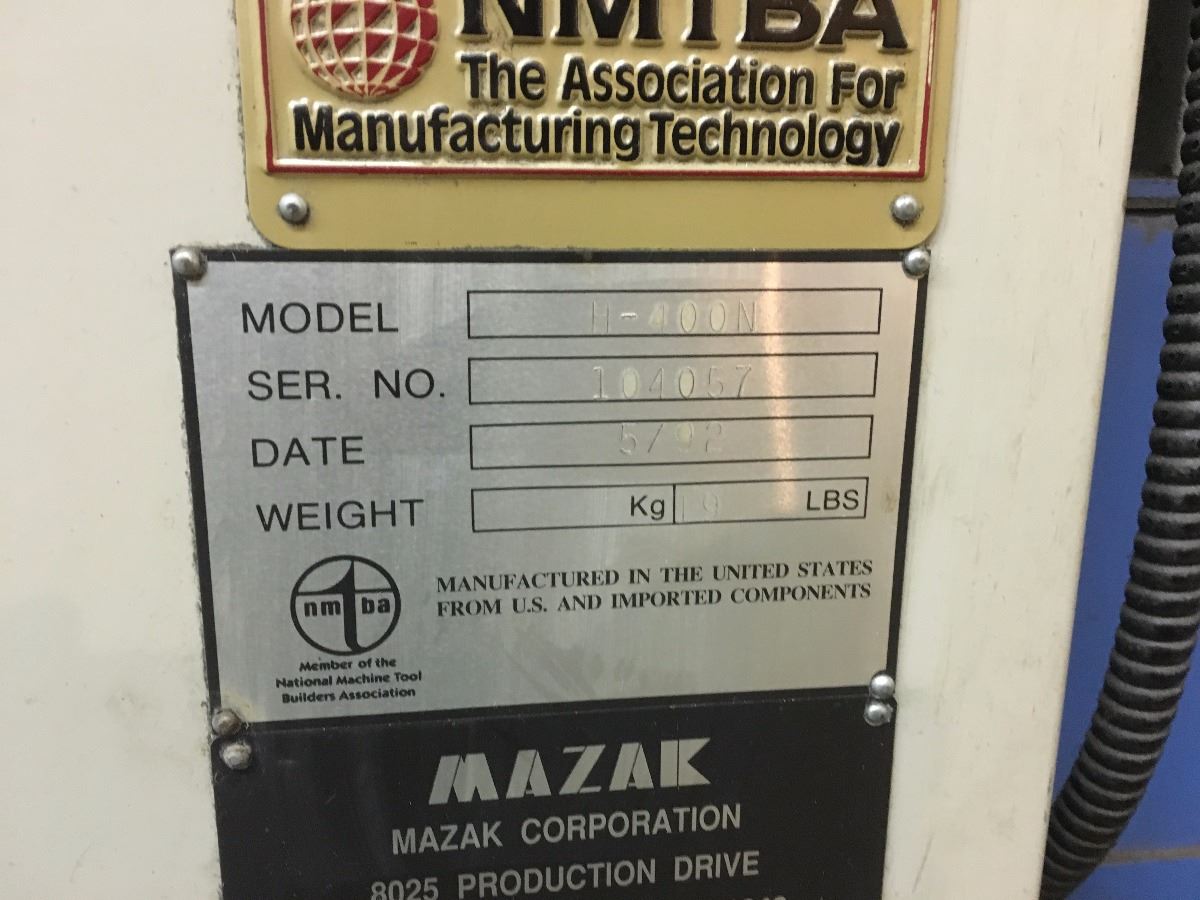 NMTBA
The Association For
Manufacturing Technology
MODEL H-400N
SER. NO. 104057
DATE 5/92
WEIGHT Kg LBS
nmtba
MANUFACTURED IN THE UNITED STATES
FROM U.S. AND IMPORTED COMPONENTS
Member of the
National Machine Tool
Builders Association
MAZAK
MAZAK CORPORATION
8025 PRODUCTION DRIVE